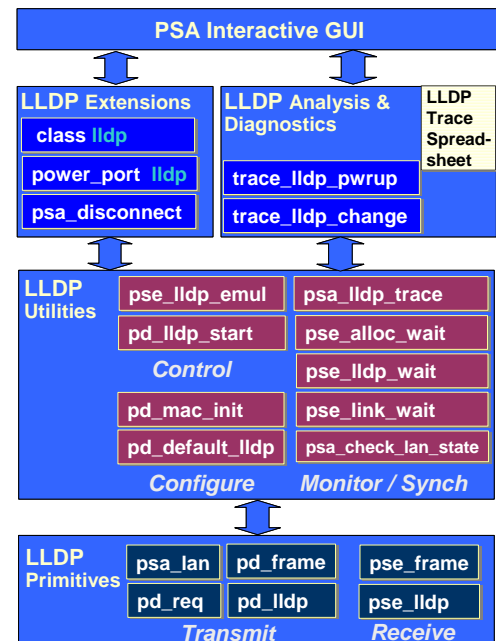 PSA Interactive GUI
LLDP Extensions
class lldp
power_port lldp
psa_disconnect
LLDP Analysis &
Diagnostics
trace_lldp_pwrup
trace_lldp_change
LLDP
Trace
Spread-
sheet
LLDP
Utilities
pse_lldp_emul
pd_lldp_start
Control
pd_mac_init
pd_default_lldp
Configure
psa_lldp_trace
pse_alloc_wait
pse_lldp_wait
pse_link_wait
psa_check_lan_state
Monitor / Synch
LLDP
Primitives
psa_lan
pd_frame
pd_req
pd_lldp
Transmit
pse_frame
pse_lldp
Receive